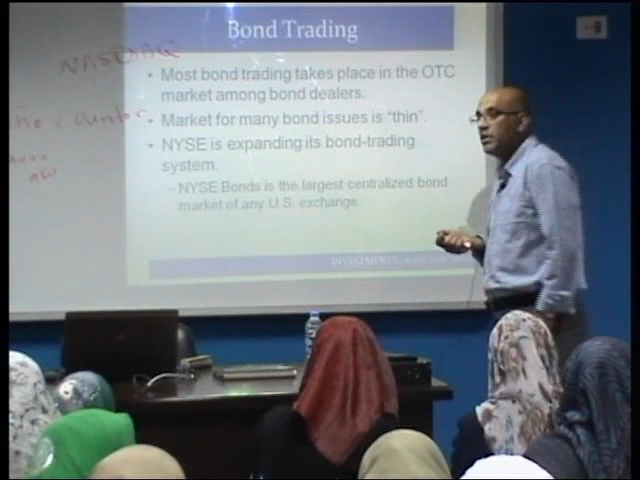 Bond Trading
NASDAQ
• Most bond trading takes place in the OTC
market among bond dealers.
• Market for many bond issues is "thin".
• NYSE is expanding its bond-trading
system.
– NYSE Bonds is the largest centralized bond
market of any U.S. exchange
INVESTMENTS